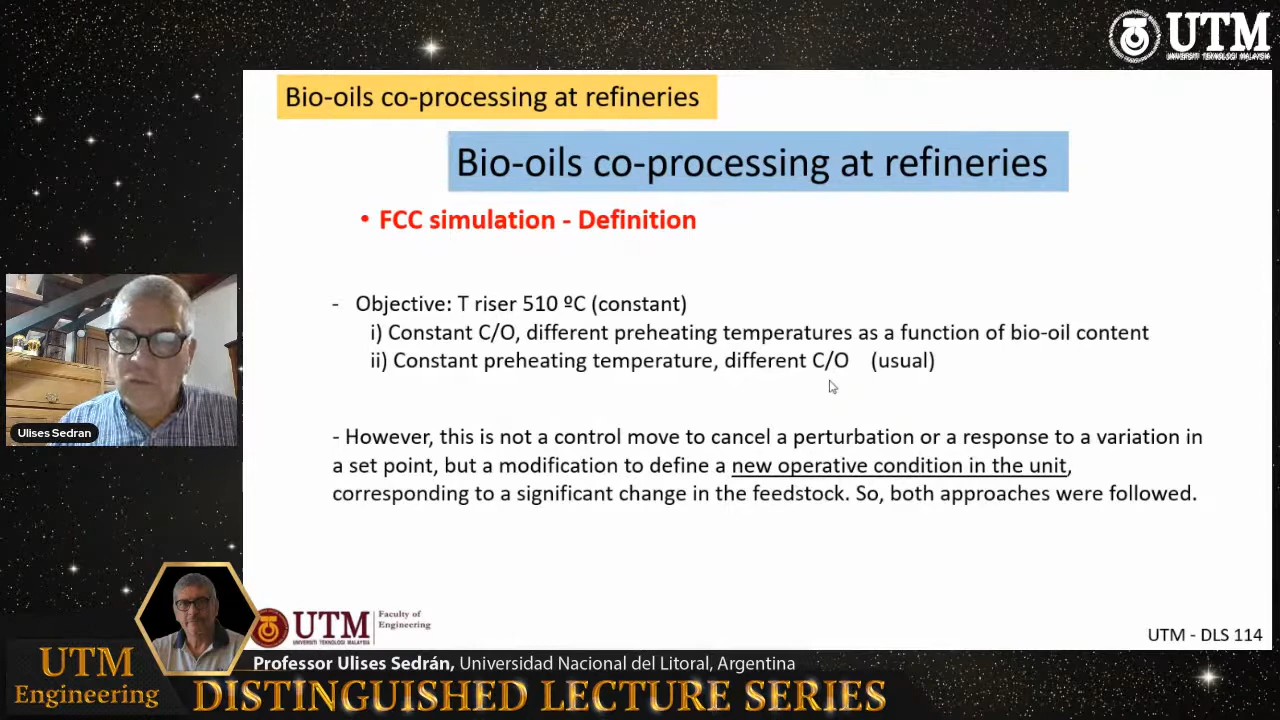 UTM
UNIVERSITI TEKNOLOGI MALAYSIA
Bio-oils co-processing at refineries
Bio-oils co-processing at refineries
• FCC simulation - Definition
- Objective: T riser 510 ºC (constant)
i) Constant C/O, different preheating temperatures as a function of bio-oil content
ii) Constant preheating temperature, different C/O (usual)
- However, this is not a control move to cancel a perturbation or a response to a variation in
a set point, but a modification to define a new operative condition in the unit,
corresponding to a significant change in the feedstock. So, both approaches were followed.
Ulises Sedran
UTM
UNIVERSITI TEKNOLOGI MALAYSIA
Faculty of
Engineering
UTM - DLS 114
UTM
Engineering
Professor Ulises Sedrán, Universidad Nacional del Litoral, Argentina
DISTINGUISHED LECTURE SERIES